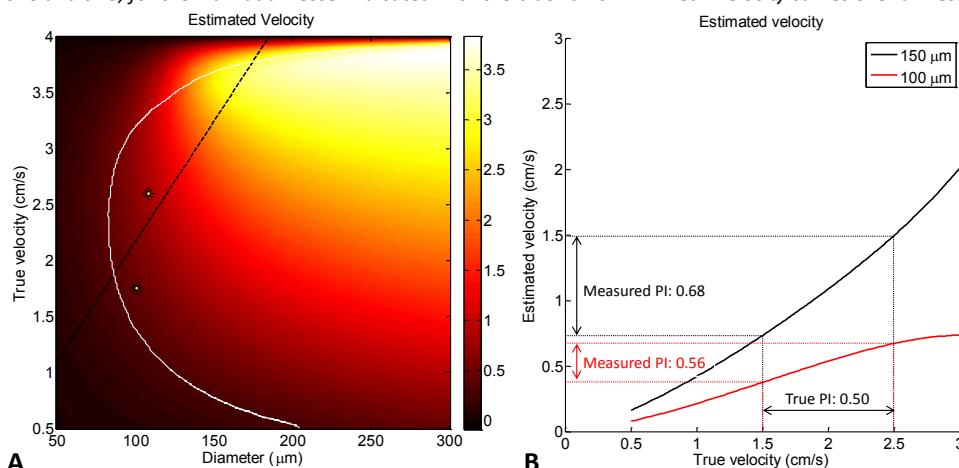 Estimated Velocity
4
3.5
3
2.5
2
1.5
1
0.5
True velocity (cm/s)
50
100
150
200
250
300
Diameter (μm)
3.5
3
2.5
2
1.5
1
0.5
0
A
Estimated velocity
150 μm
100 μm
3
2.5
2
1.5
1
0.5
0
Estimated velocity (cm/s)
Measured PI: 0.68
Measured PI: 0.56
True PI: 0.50
0
0.5
1
1.5
2
2.5
3
True velocity (cm/s)
B